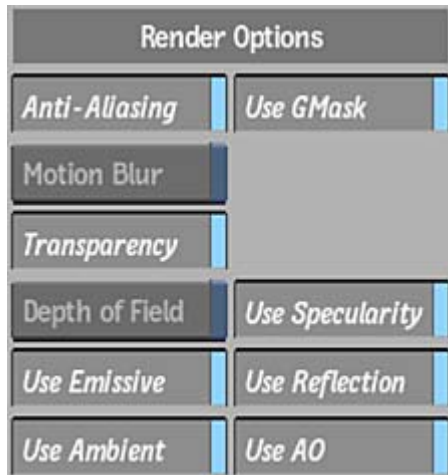 Render Options
Anti-Aliasing Use GMask
Motion Blur
Transparency
Depth of Field Use Specularity
Use Emissive Use Reflection
Use Ambient Use AO